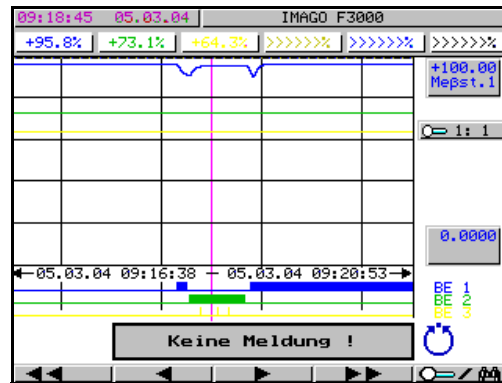 09:18:45 05.03.04 IMAGO F3000
+95.8% +73.1% +64.3% >>>>>>% >>>>>>% >>>>>>%
+100.00
Meβst.1
1: 1
0.0000
05.03.04 09:16:38 — 05.03.04 09:20:53
BE 1
BE 2
BE 3
Keine Meldung !